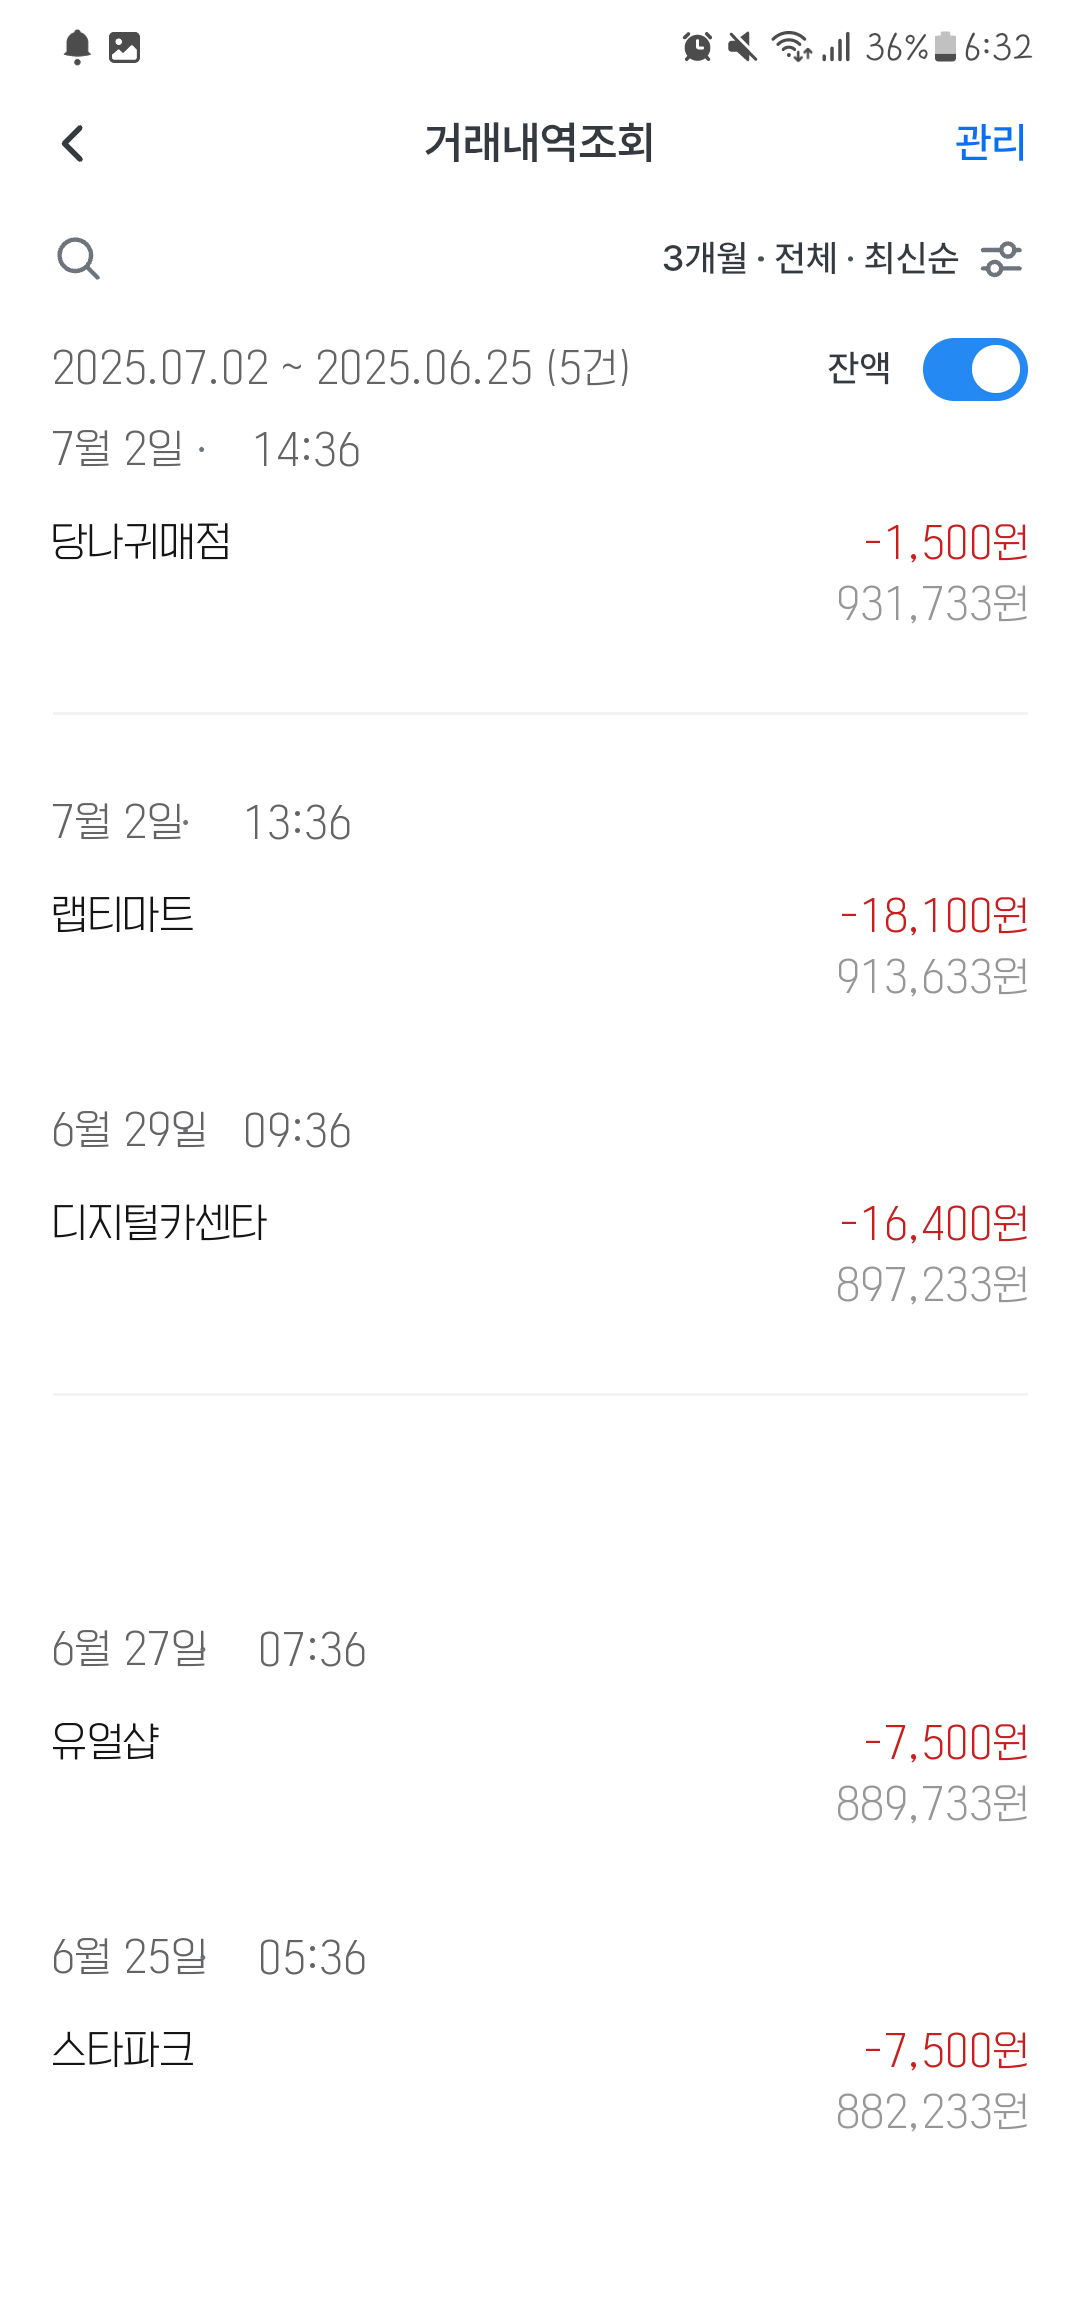 36% 6:32
거래내역조회
관리
3개월 · 전체 · 최신순
2025.07.02 ~ 2025.06.25 (5건)
잔액
7월 2일 · 14:36
당나귀매점
-1,500원
931,733원
7월 2일· 13:36
랩티마트
-18,100원
913,633원
6월 29일 09:36
디지털카센타
-16,400원
897,233원
6월 27일 07:36
유얼샵
-7,500원
889,733원
6월 25일 05:36
스타파크
-7,500원
882,233원